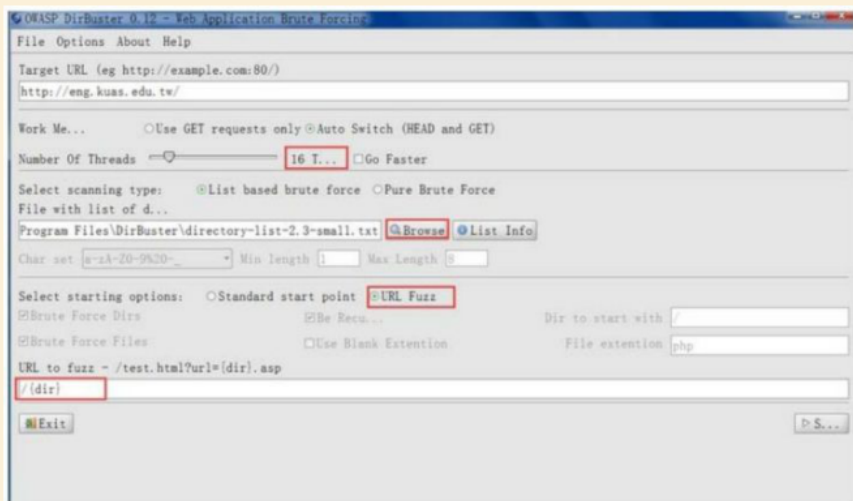 OWASP DirBuster 0.12 - Web Application Brute Forcing
File Options About Help
Target URL (eg http://example.com:80/)
http://eng.kuas.edu.tw/
Work Me... Use GET requests only Auto Switch (HEAD and GET)
Number Of Threads 16 T... Go Faster
Select scanning type: List based brute force Pure Brute Force
File with list of d...
Program Files\DirBuster\directory-list-2.3-small.txt Browse List Info
Char set a-zA-Z0-9%20-_ Min length 1 Max Length 8
Select starting options: Standard start point URL Fuzz
Brute Force Dirs Be Recu... Dir to start with /
Brute Force Files Use Blank Extention File extention php
URL to fuzz - /test.html?url={dir}.asp
/{dir}
Exit S...